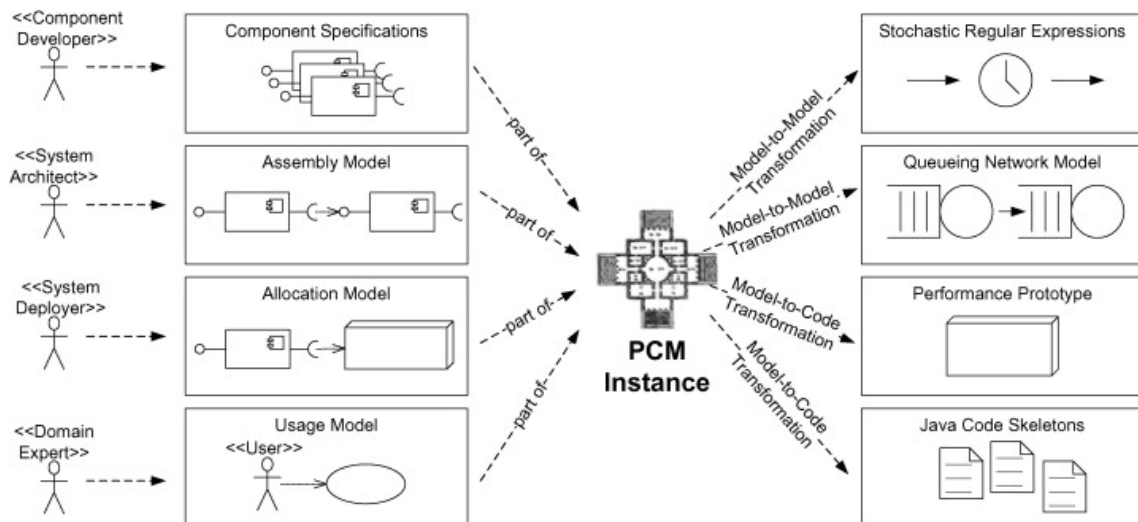 <<Component
Developer>>
Component Specifications
part of
Model-to-Model
Transformation
Stochastic Regular Expressions
<<System
Architect>>
Assembly Model
part of
Model-to-Model
Transformation
Queueing Network Model
PCM
Instance
<<System
Deployer>>
Allocation Model
part of
Model-to-Code
Transformation
Performance Prototype
<<Domain
Expert>>
Usage Model
<<User>>
part of
Model-to-Code
Transformation
Java Code Skeletons